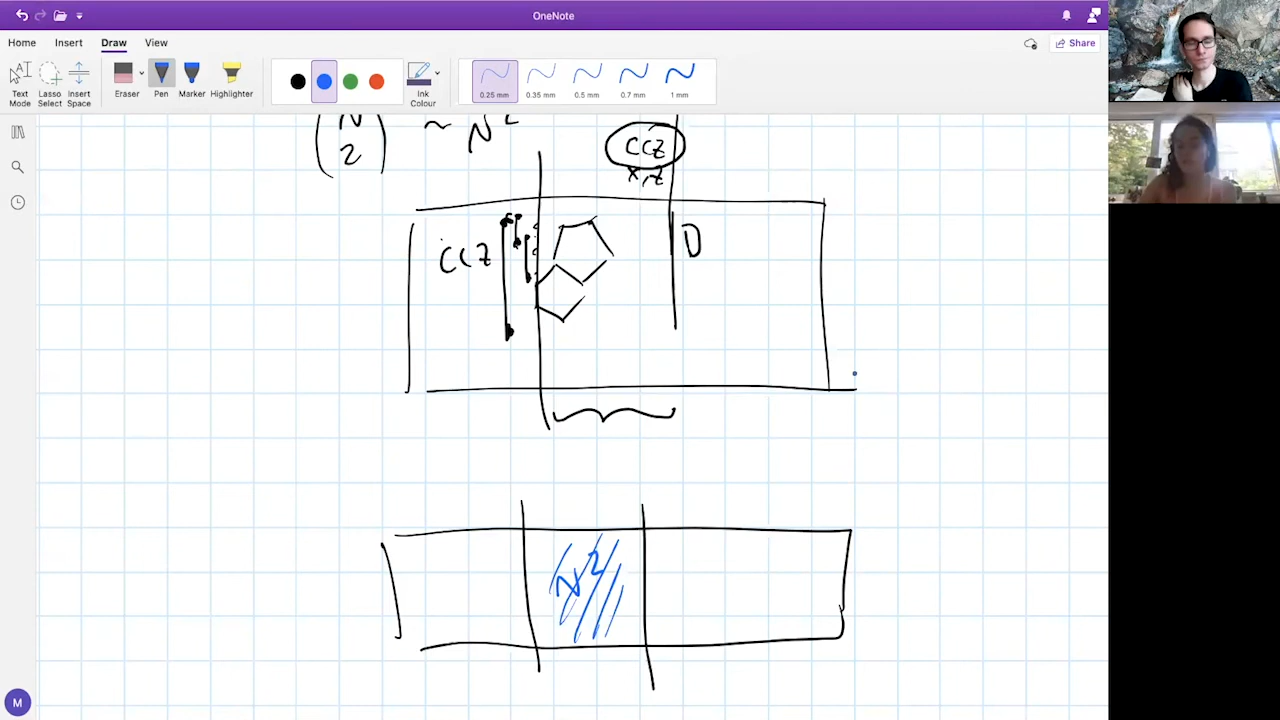 OneNote
Home Insert Draw View
Share
Text Mode
Lasso Select
Insert Space
Eraser
Pen
Marker
Highlighter
Ink Colour
0.25 mm
0.35 mm
0.5 mm
0.7 mm
1 mm
(N 2) ~ N²
CCZ
X, Z
CCZ
D
N²
M